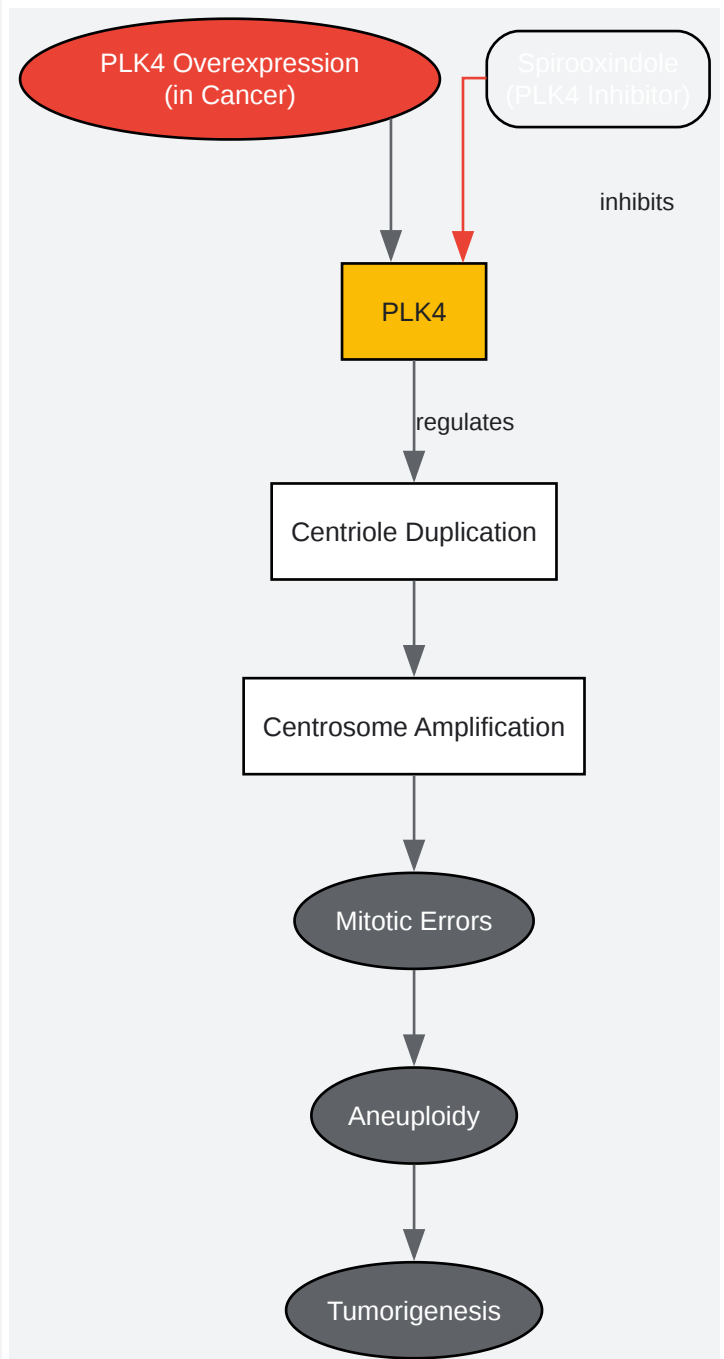 PLK4 Overexpression
(in Cancer)
Spirooxindole
(PLK4 Inhibitor)
inhibits
PLK4
regulates
Centriole Duplication
Centrosome Amplification
Mitotic Errors
Aneuploidy
Tumorigenesis